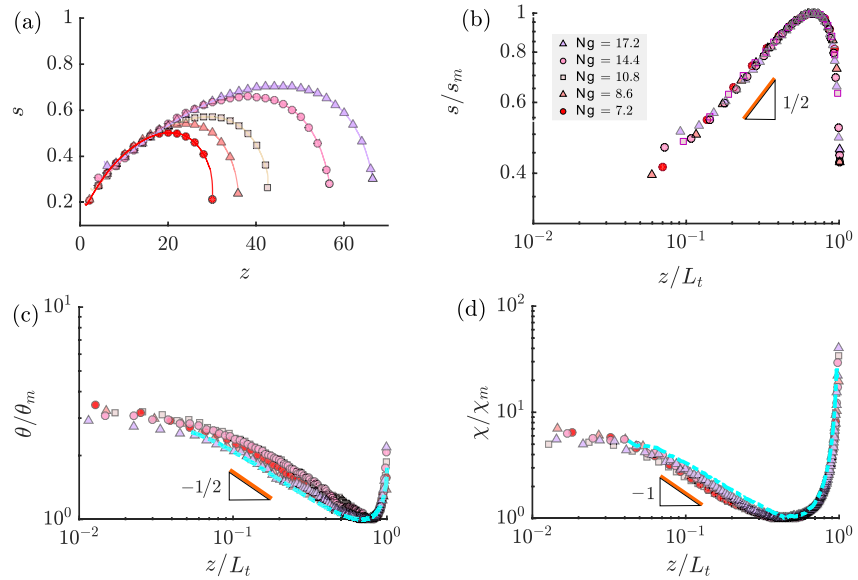 (a)
1
0.8
0.6
0.4
0.2
s
0 20 40 60
z
(b)
1
0.8
0.6
0.4
s/s_m
Ng = 17.2
Ng = 14.4
Ng = 10.8
Ng = 8.6
Ng = 7.2
1/2
10^{-2} 10^{-1} 10^{0}
z/L_t
(c)
10^{1}
10^{0}
θ/θ_m
−1/2
10^{-2} 10^{-1} 10^{0}
z/L_t
(d)
10^{2}
10^{1}
10^{0}
χ/χ_m
−1
10^{-2} 10^{-1} 10^{0}
z/L_t